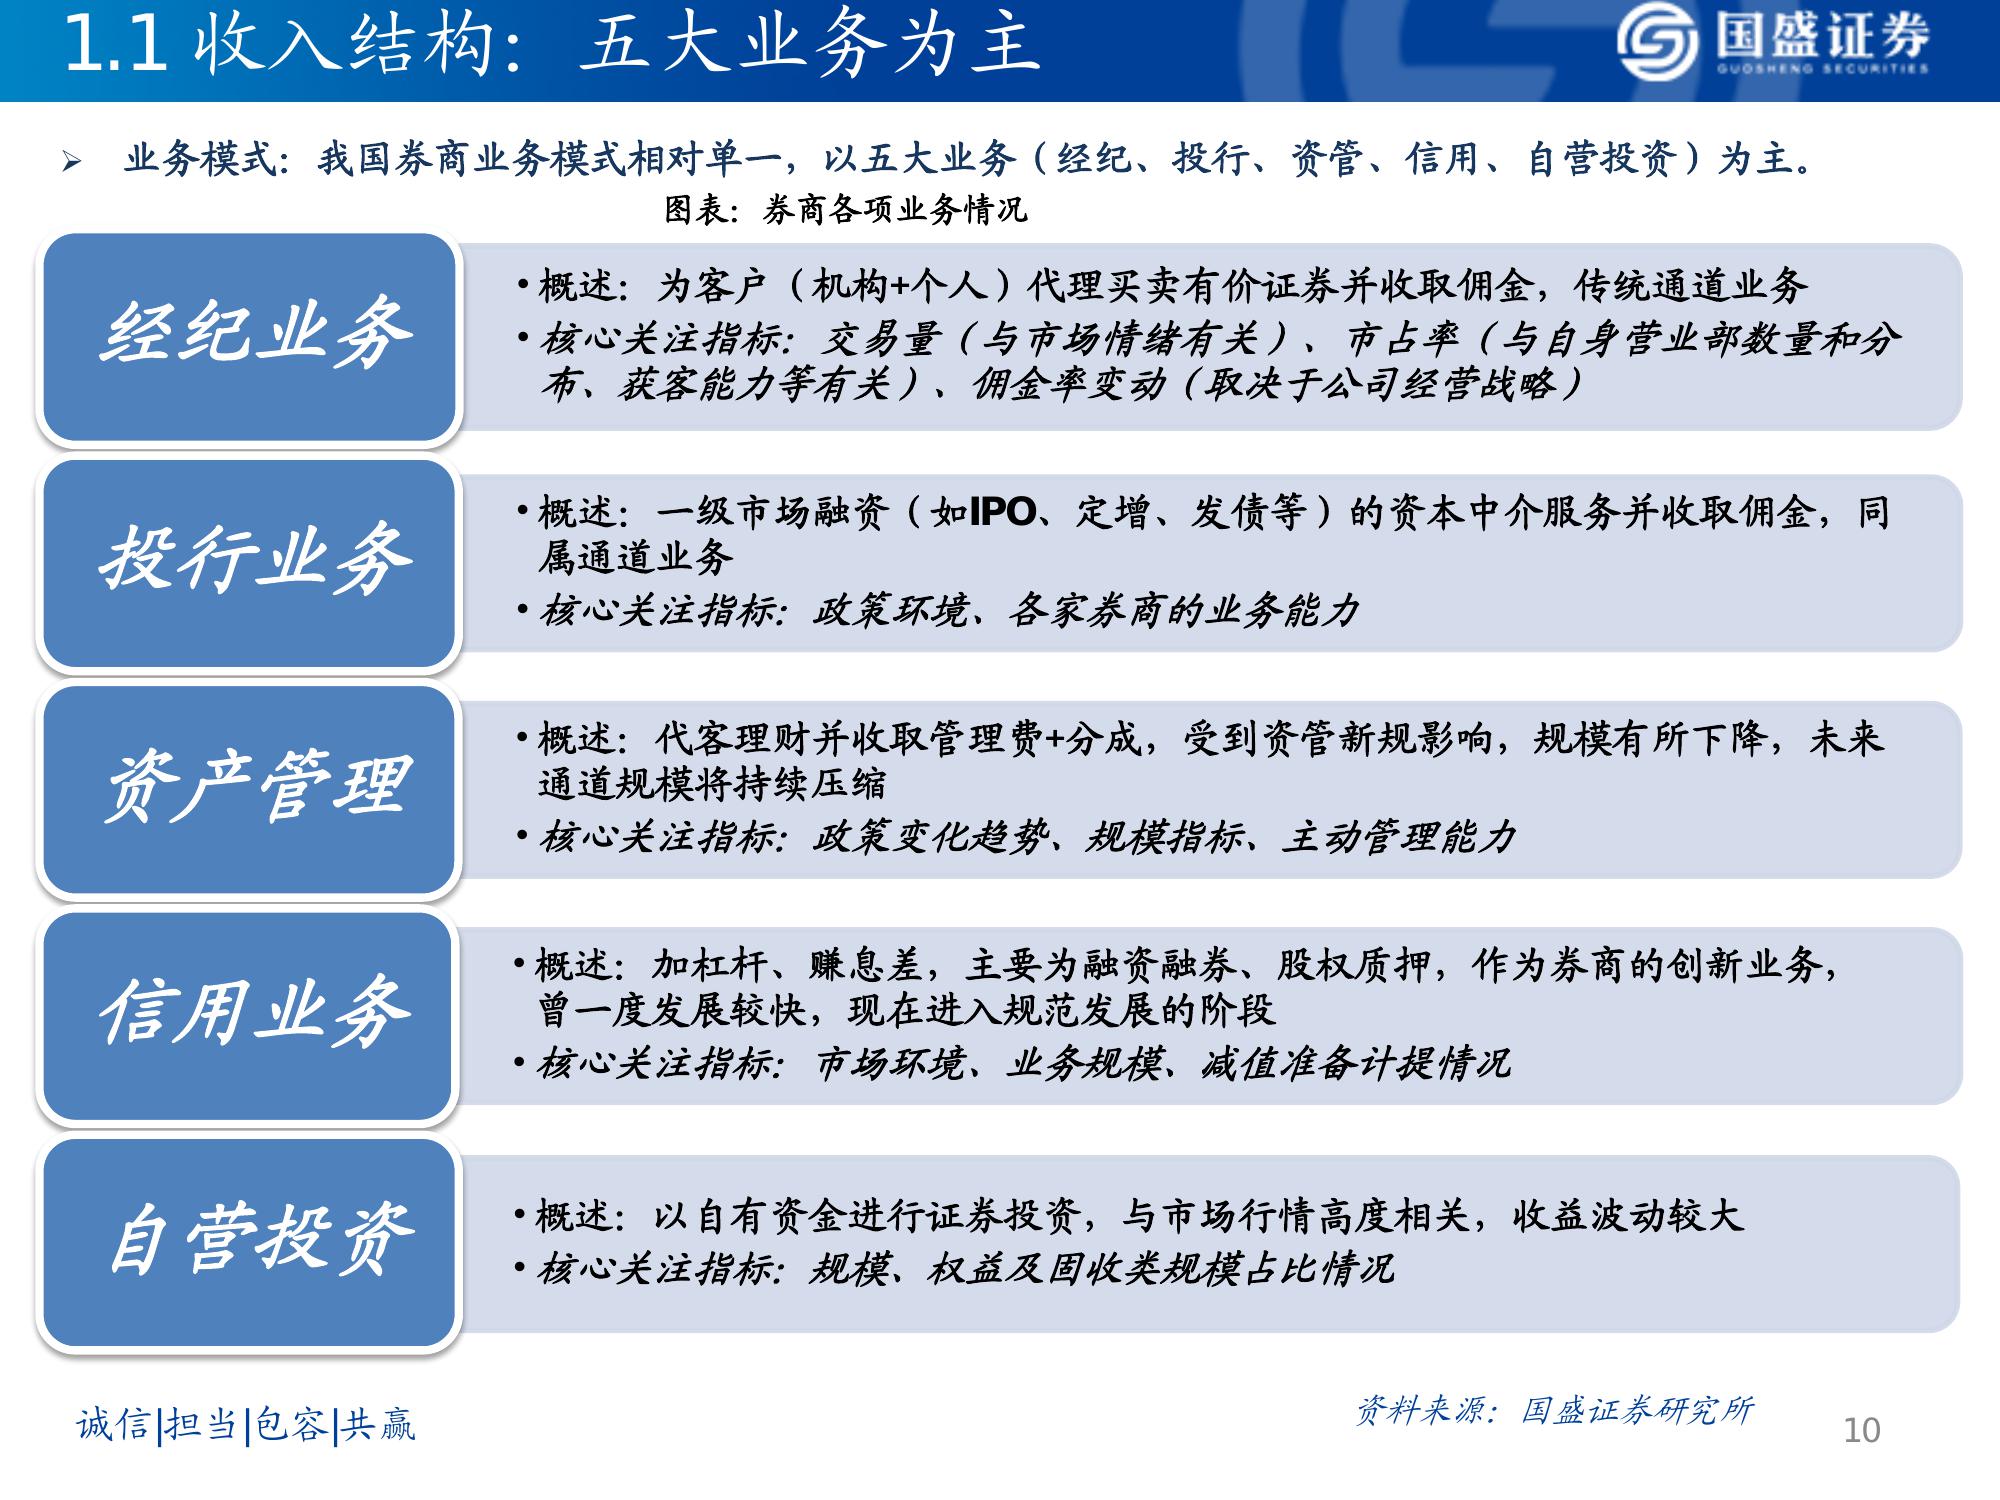 1.1 收入结构：五大业务为主
国盛证券
GUOSHENG SECURITIES
➢ 业务模式：我国券商业务模式相对单一，以五大业务（经纪、投行、资管、信用、自营投资）为主。
图表：券商各项业务情况
经纪业务
•概述：为客户（机构+个人）代理买卖有价证券并收取佣金，传统通道业务
•核心关注指标：交易量（与市场情绪有关）、市占率（与自身营业部数量和分
布、获客能力等有关）、佣金率变动（取决于公司经营战略）
投行业务
•概述：一级市场融资（如IPO、定增、发债等）的资本中介服务并收取佣金，同
属通道业务
•核心关注指标：政策环境、各家券商的业务能力
资产管理
•概述：代客理财并收取管理费+分成，受到资管新规影响，规模有所下降，未来
通道规模将持续压缩
•核心关注指标：政策变化趋势、规模指标、主动管理能力
信用业务
•概述：加杠杆、赚息差，主要为融资融券、股权质押，作为券商的创新业务，
曾一度发展较快，现在进入规范发展的阶段
•核心关注指标：市场环境、业务规模、减值准备计提情况
自营投资
•概述：以自有资金进行证券投资，与市场行情高度相关，收益波动较大
•核心关注指标：规模、权益及固收类规模占比情况
诚信|担当|包容|共赢
资料来源：国盛证券研究所
10